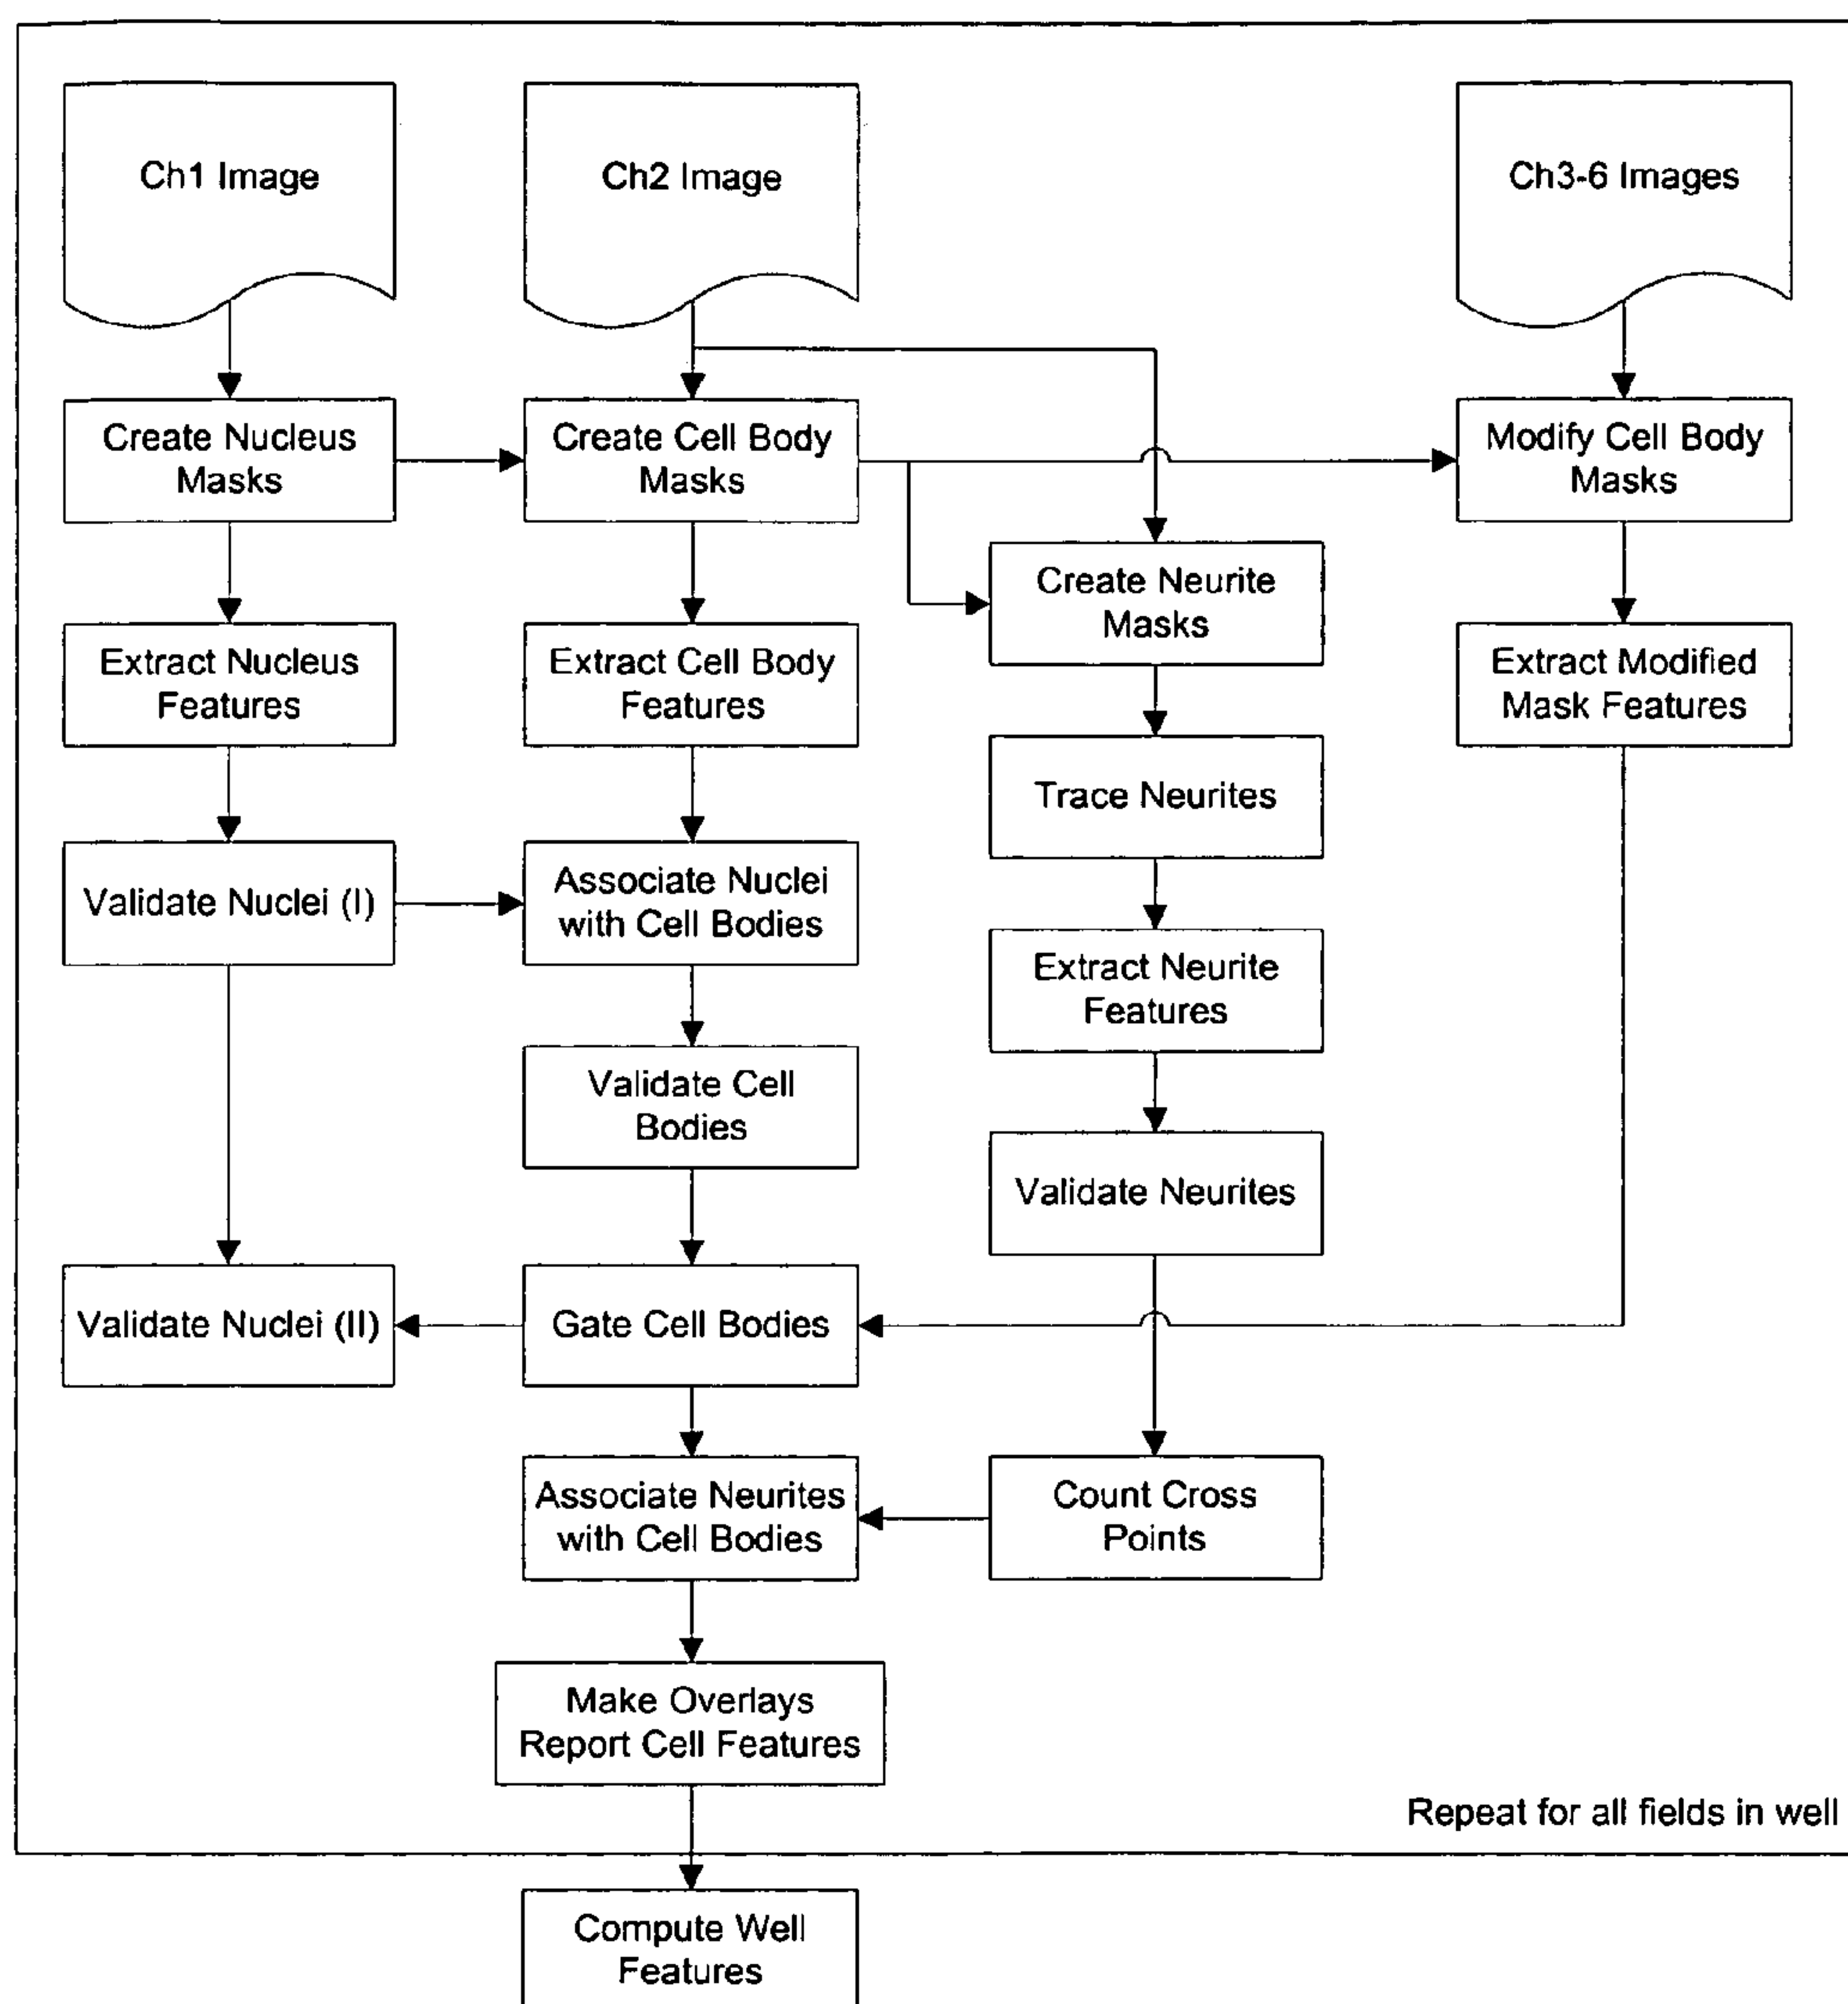 Ch1 Image
Ch2 Image
Ch3-6 Images
Create Nucleus
Masks
Create Cell Body
Masks
Modify Cell Body
Masks
Create Neurite
Masks
Extract Nucleus
Features
Extract Cell Body
Features
Extract Modified
Mask Features
Trace Neurites
Validate Nuclei (I)
Associate Nuclei
with Cell Bodies
Extract Neurite
Features
Validate Cell
Bodies
Validate Neurites
Validate Nuclei (II)
Gate Cell Bodies
Associate Neurites
with Cell Bodies
Count Cross
Points
Make Overlays
Report Cell Features
Repeat for all fields in well
Compute Well
Features